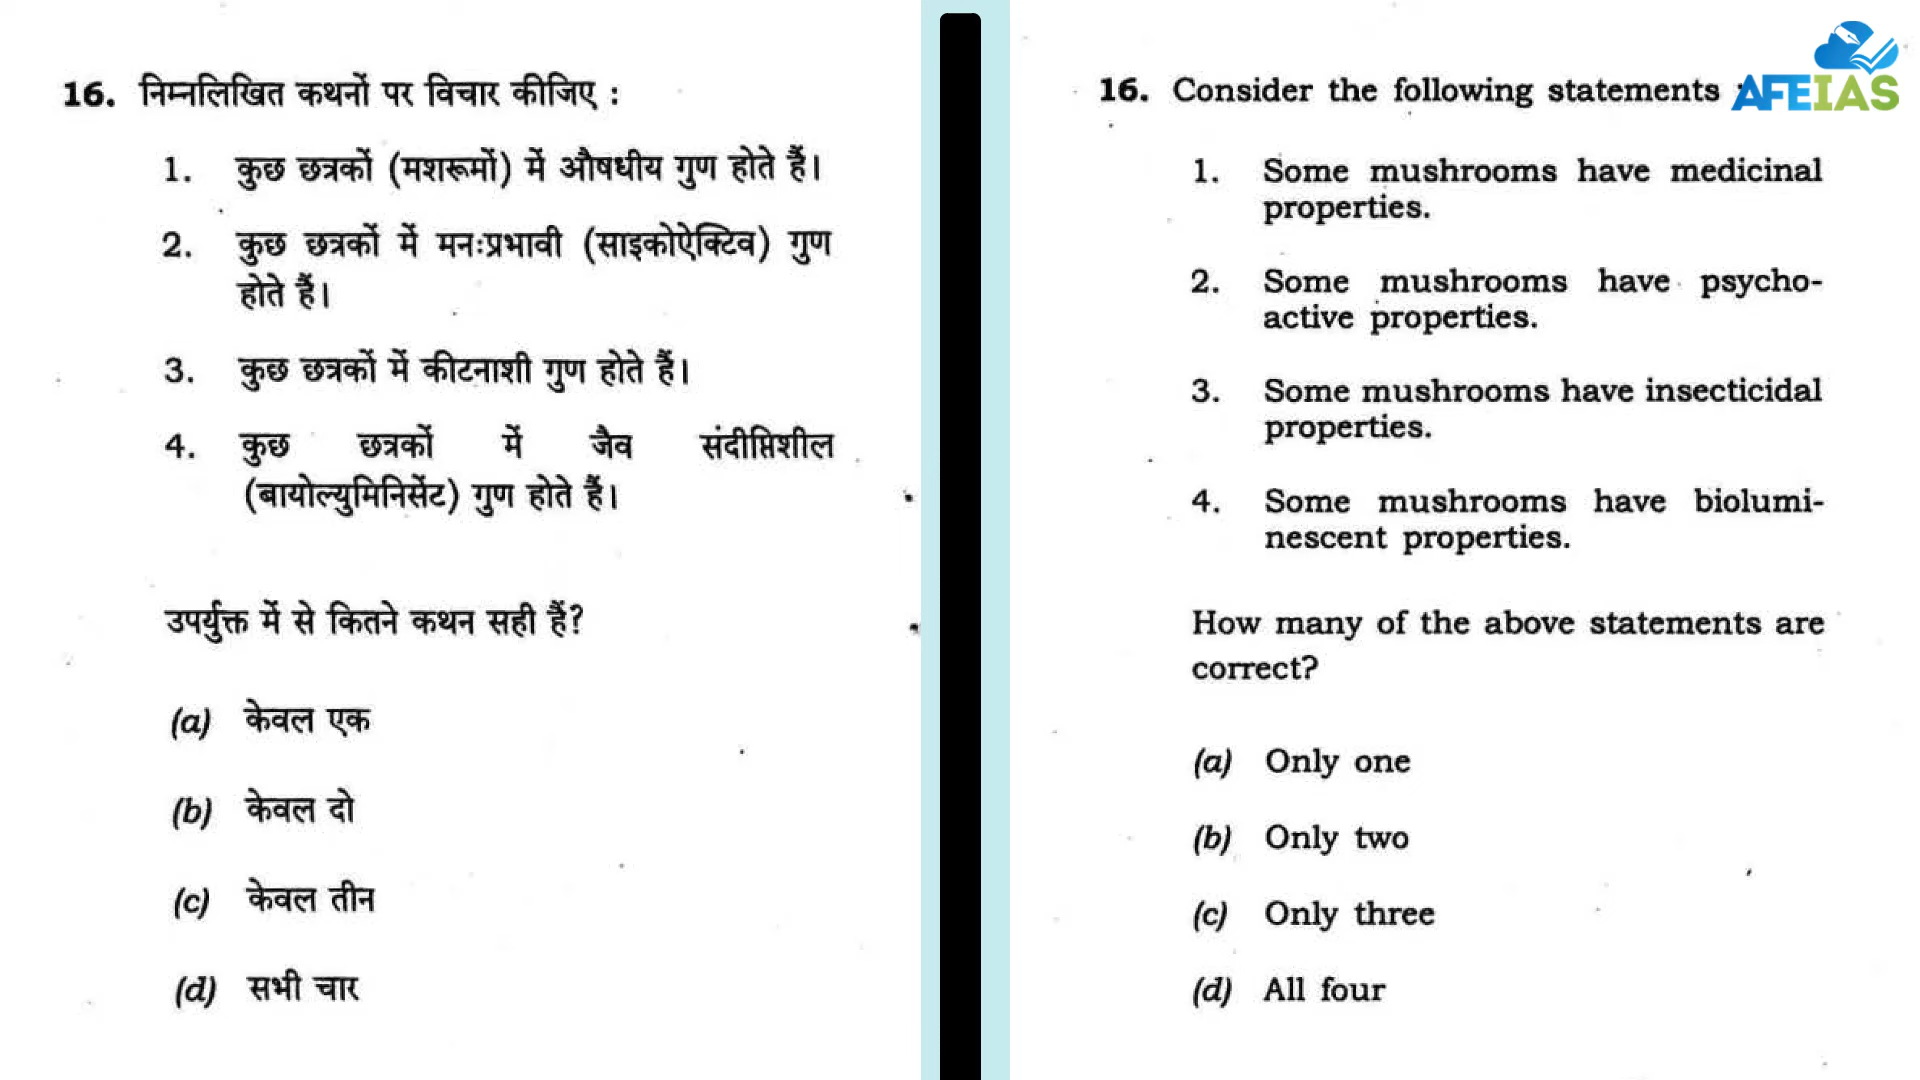 16. निम्नलिखित कथनों पर विचार कीजिए :
1. कुछ छत्रकों (मशरूमों) में औषधीय गुण होते हैं।
2. कुछ छत्रकों में मनःप्रभावी (साइकोऐक्टिव) गुण
होते हैं।
3. कुछ छत्रकों में कीटनाशी गुण होते हैं।
4. कुछ छत्रकों में जैव संदीप्तिशील
(बायोल्युमिनिसेंट) गुण होते हैं।
उपर्युक्त में से कितने कथन सही हैं?
(a) केवल एक
(b) केवल दो
(c) केवल तीन
(d) सभी चार
AFEIAS
16. Consider the following statements :
1. Some mushrooms have medicinal
properties.
2. Some mushrooms have psycho-
active properties.
3. Some mushrooms have insecticidal
properties.
4. Some mushrooms have biolumi-
nescent properties.
How many of the above statements are
correct?
(a) Only one
(b) Only two
(c) Only three
(d) All four